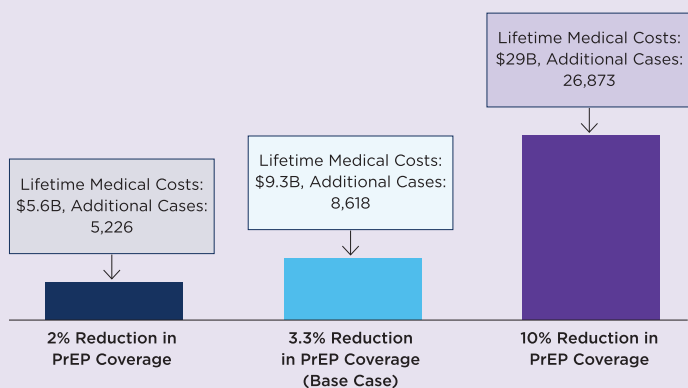 Lifetime Medical Costs:
$29B, Additional Cases:
26,873
Lifetime Medical Costs:
$9.3B, Additional Cases:
8,618
Lifetime Medical Costs:
$5.6B, Additional Cases:
5,226
2% Reduction in
PrEP Coverage
3.3% Reduction
in PrEP Coverage
(Base Case)
10% Reduction in
PrEP Coverage